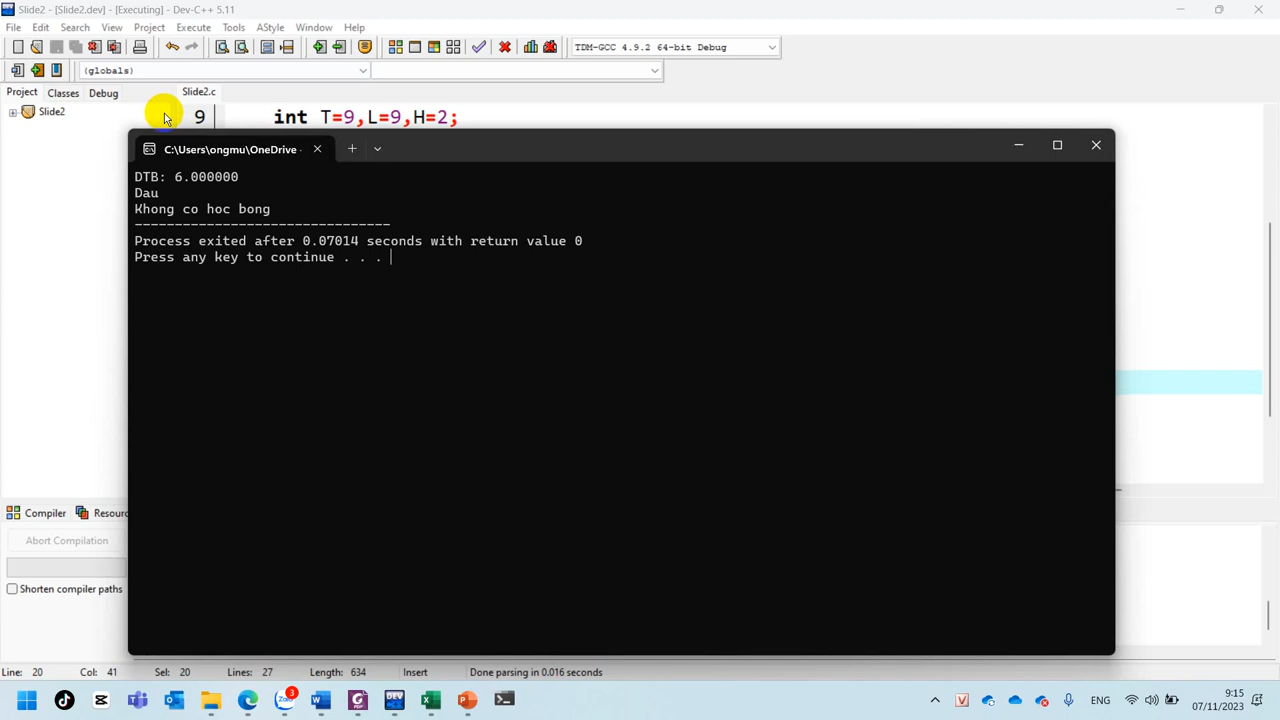 Slide2 - [Slide2.dev] - [Executing] - Dev-C++ 5.11
File Edit Search View Project Execute Tools AStyle Window Help
TDM-GCC 4.9.2 64-bit Debug
(globals)
Project Classes Debug Slide2.c
Slide2
9 int T=9,L=9,H=2;
C:\Users\ongmu\OneDrive -
DTB: 6.000000
Dau
Khong co hoc bong
--------------------------------
Process exited after 0.07014 seconds with return value 0
Press any key to continue . . .
Compiler Resourc
Abort Compilation
Shorten compiler paths
Line: 20 Col: 41 Sel: 20 Lines: 27 Length: 634 Insert Done parsing in 0.016 seconds
3 ENG 9:15
07/11/2023